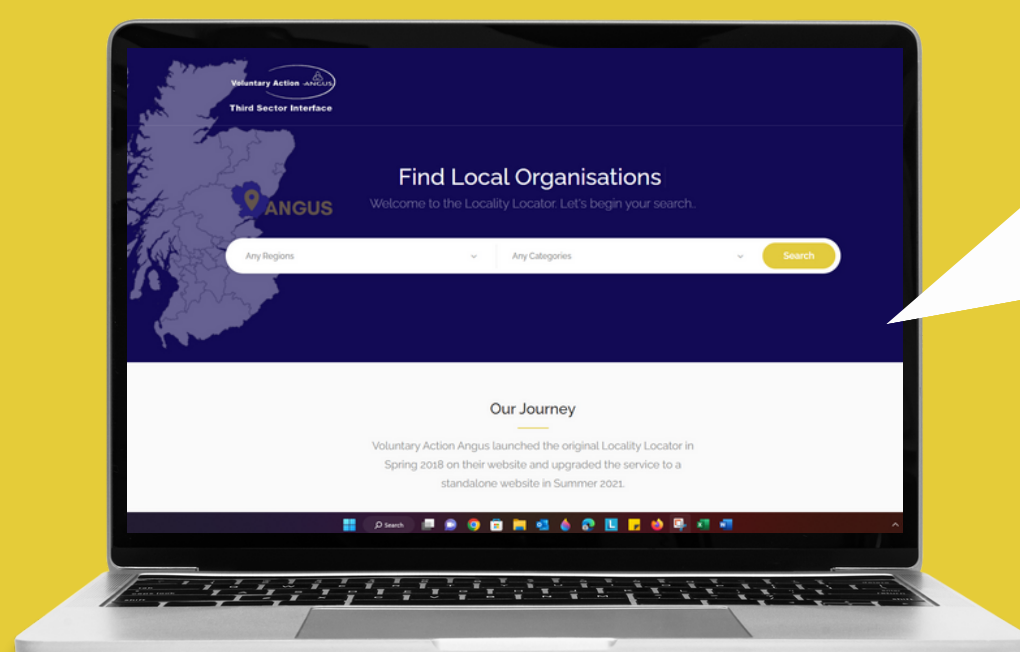 Voluntary Action ANGUS
Third Sector Interface
Find Local Organisations
Welcome to the Locality Locator. Let's begin your search..
ANGUS
Any Regions
Any Categories
Search
Our Journey
Voluntary Action Angus launched the original Locality Locator in
Spring 2018 on their website and upgraded the service to a
standalone website in Summer 2021.
Search